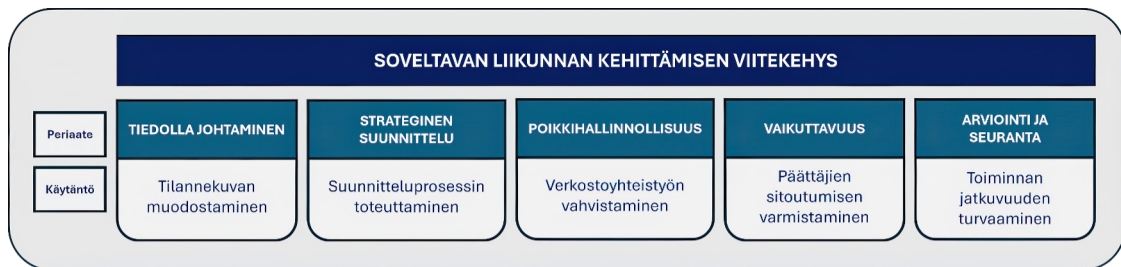 SOVELTAVAN LIIKUNNAN KEHITTÄMISEN VIITEKEHYS
Periaate
TIEDOLLA JOHTAMINEN
STRATEGINEN
SUUNNITTELU
POIKKIHALLINNOLLISUUS
VAIKUTTAVUUS
ARVIOINTI JA
SEURANTA
Käytäntö
Tilannekuvan
muodostaminen
Suunnitteluprosessin
toteuttaminen
Verkostoyhteistyön
vahvistaminen
Päättäjien
sitoutumisen
varmistaminen
Toiminnan
jatkuvuuden
turvaaminen